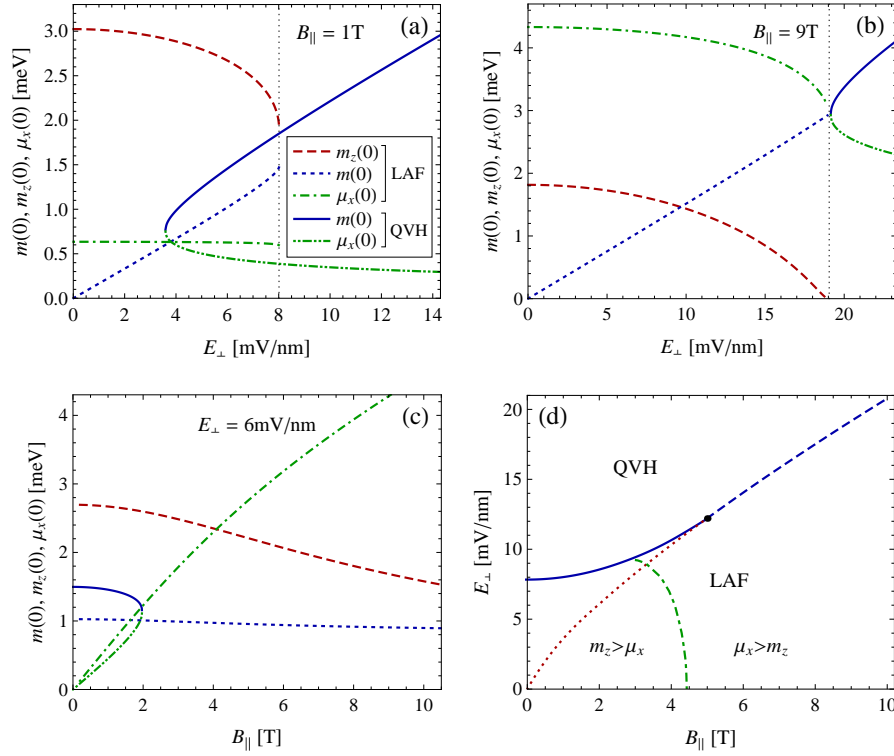 (a)
B|| = 1T
m(0), mz(0), μx(0) [meV]
3.0
2.5
2.0
1.5
1.0
0.5
0.0
mz(0)
m(0)
μx(0)
LAF
m(0)
μx(0)
QVH
0 2 4 6 8 10 12 14
E⊥ [mV/nm]
(b)
B|| = 9T
m(0), mz(0), μx(0) [meV]
4
3
2
1
0
0 5 10 15 20
E⊥ [mV/nm]
(c)
E⊥ = 6mV/nm
m(0), mz(0), μx(0) [meV]
4
3
2
1
0
0 2 4 6 8 10
B|| [T]
(d)
QVH
LAF
mz>μx
μx>mz
E⊥ [mV/nm]
20
15
10
5
0
0 2 4 6 8 10
B|| [T]